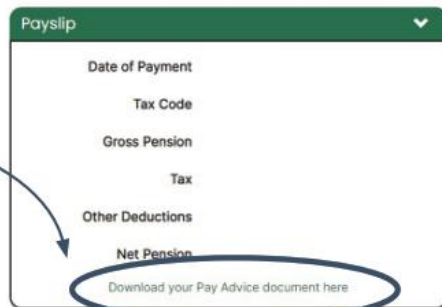 Payslip
Date of Payment
Tax Code
Gross Pension
Tax
Other Deductions
Net Pension
Download your Pay Advice document here